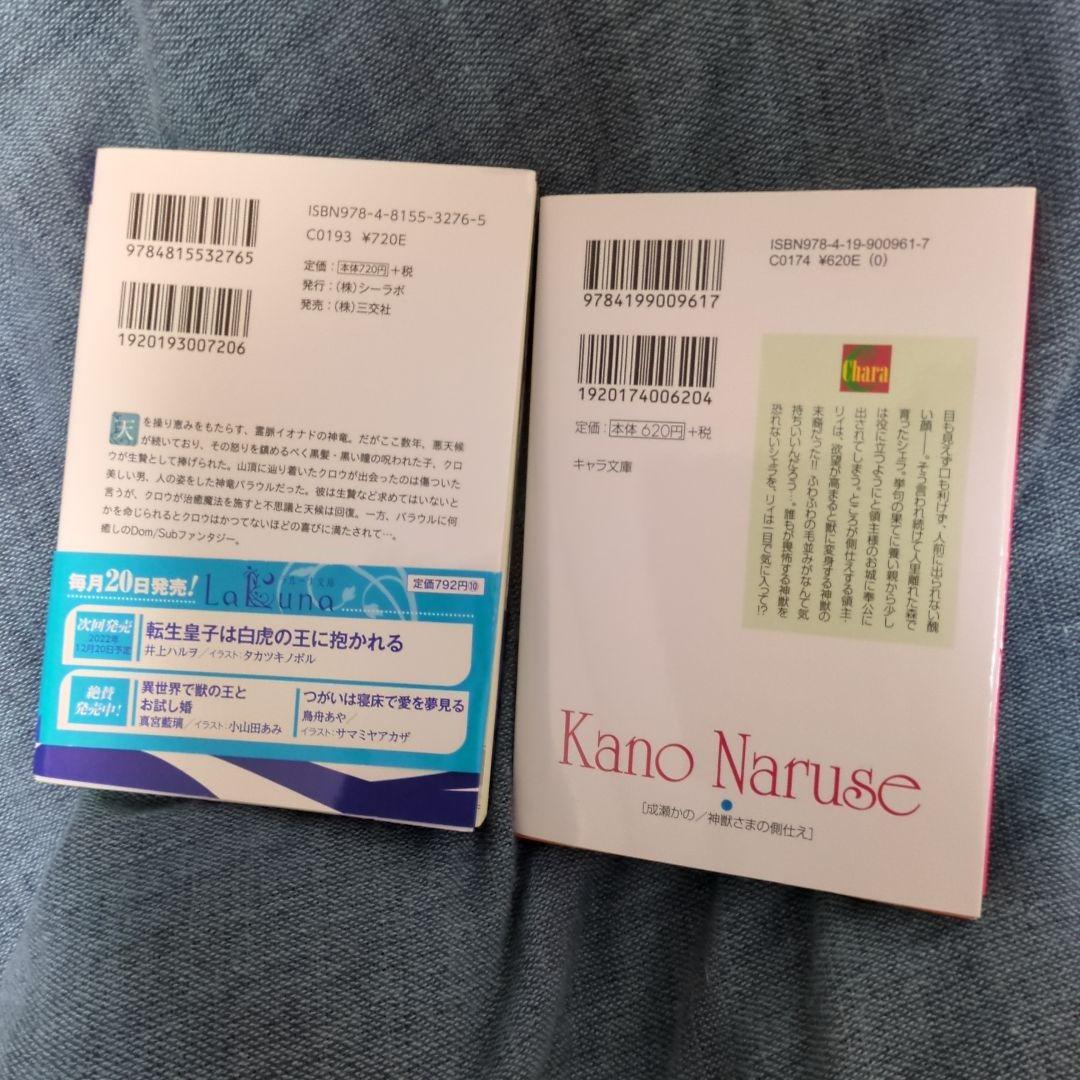 ISBN978-4-8155-3276-5
C0193 ¥720E
9784815532765
定価：本体720円+税
発行：（株）シーラボ
発売：（株）三交社
1920193007206
天を操り恵みをもたらす、霊脈イオナドの神竜。だがここ数年、悪天候
が続いており、その怒りを鎮めるべく黒髪・黒い瞳の呪われた子、クロ
ウが生贄として捧げられた。山頂に辿り着いたクロウが出会ったのは傷ついた
美しい男、人の姿をした神竜バラウルだった。彼は生贄など求めてはいないと
言うが、クロウが治癒魔法を施すと不思議と天候は回復。一方、バラウルに何
かを命じられるとクロウはかつてないほどの喜びに満たされて…。
癒しのDom/Subファンタジー。
毎月20日発売！
LaLuna
定価792円⑩
次回発売
2022年
12月20日予定
転生皇子は白虎の王に抱かれる
井上ハルヲ／イラスト：タカツキノボル
絶賛
発売中！
異世界で獣の王と
お試し婚
真宮藍璃／イラスト：小山田あみ
つがいは寝床で愛を夢見る
鳥舟あや／
イラスト：サマミヤアカザ
ISBN978-4-19-900961-7
C0174 ¥620E (0)
9784199009617
1920174006204
定価：本体 620円+税
キャラ文庫
Chara
目も見えず口も利けず、人前に出られない醜
い顔――。そう言われ続けて人里離れた森で
育ったシェラ。挙句の果てに養い親から少し
は役に立つようにと領主様のお城に奉公に
出されてしまう。ところが側仕えする領主・
リィは、欲望が高まると獣に変身する神獣の
末裔だった!! ふわふわの毛並みがなんて気
持ちいいんだろう…。誰もが畏怖する神獣を
恐れないシェラを、リィは一目で気に入って!?
Kano Naruse
［成瀬かの／神獣さまの側仕え］